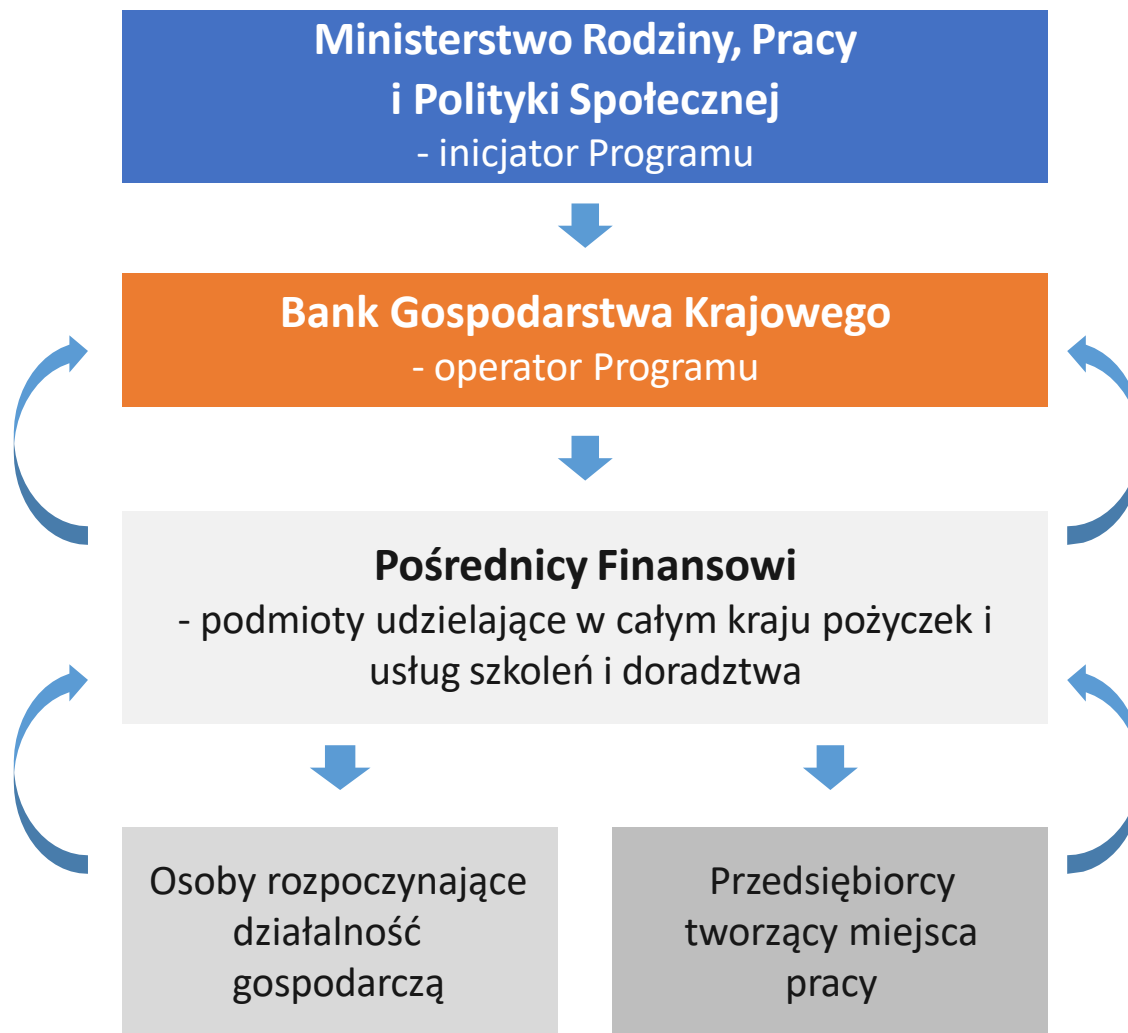 Ministerstwo Rodziny, Pracy
i Polityki Społecznej
- inicjator Programu
Bank Gospodarstwa Krajowego
- operator Programu
Pośrednicy Finansowi
- podmioty udzielające w całym kraju pożyczek i
usług szkoleń i doradztwa
Osoby rozpoczynające
działalność
gospodarczą
Przedsiębiorcy
tworzący miejsca
pracy